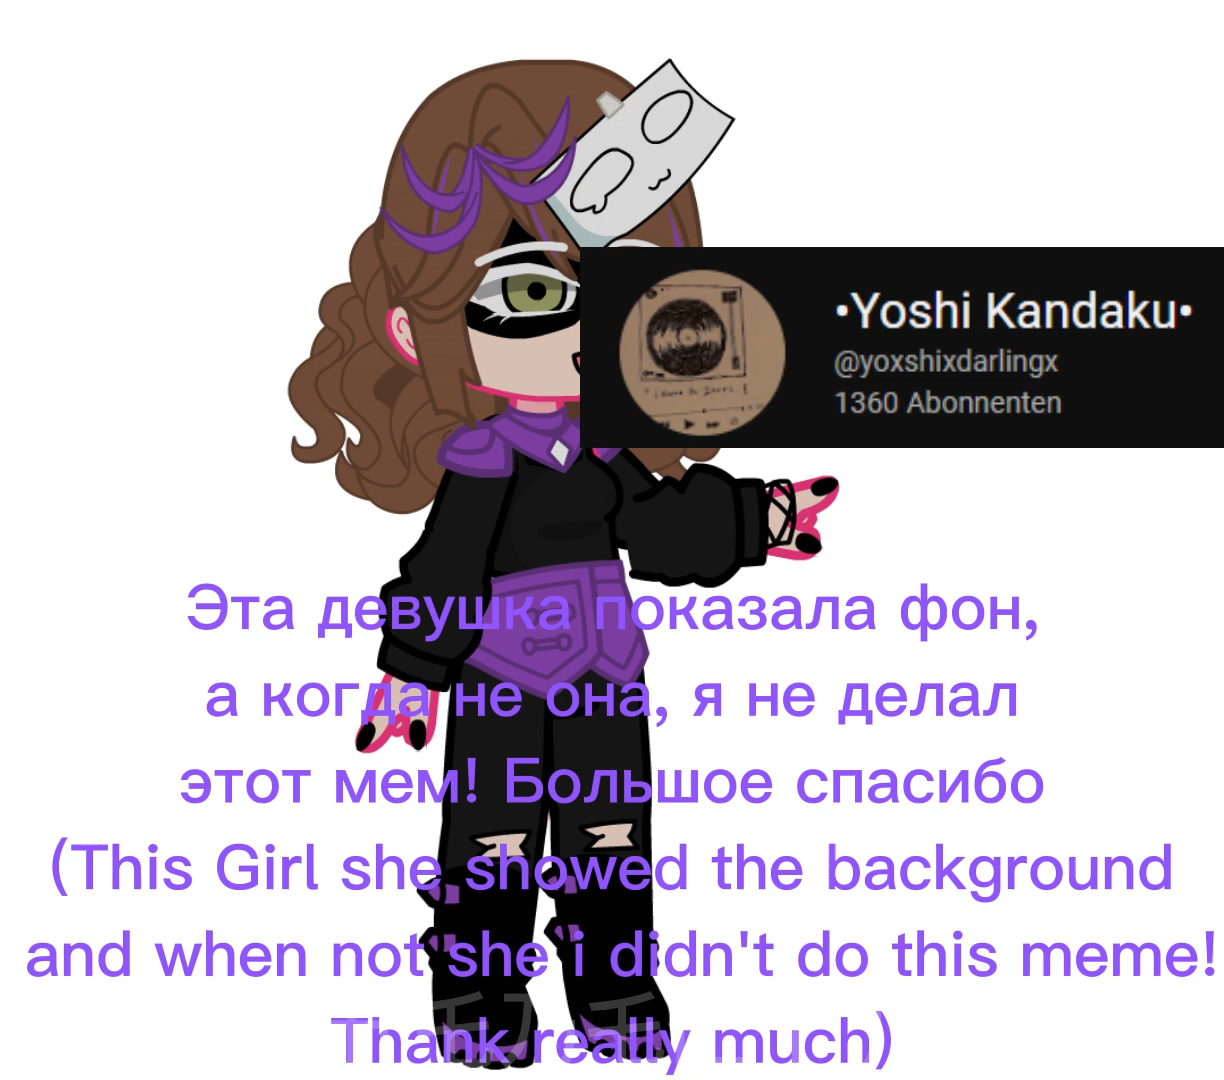 •Yoshi Kandaku•
@yoxshixdarlingx
1360 Abonnenten
Эта девушка показала фон,
а когда не она, я не делал
этот мем! Большое спасибо
(This Girl she showed the background
and when not she i didn't do this meme!
Thank really much)